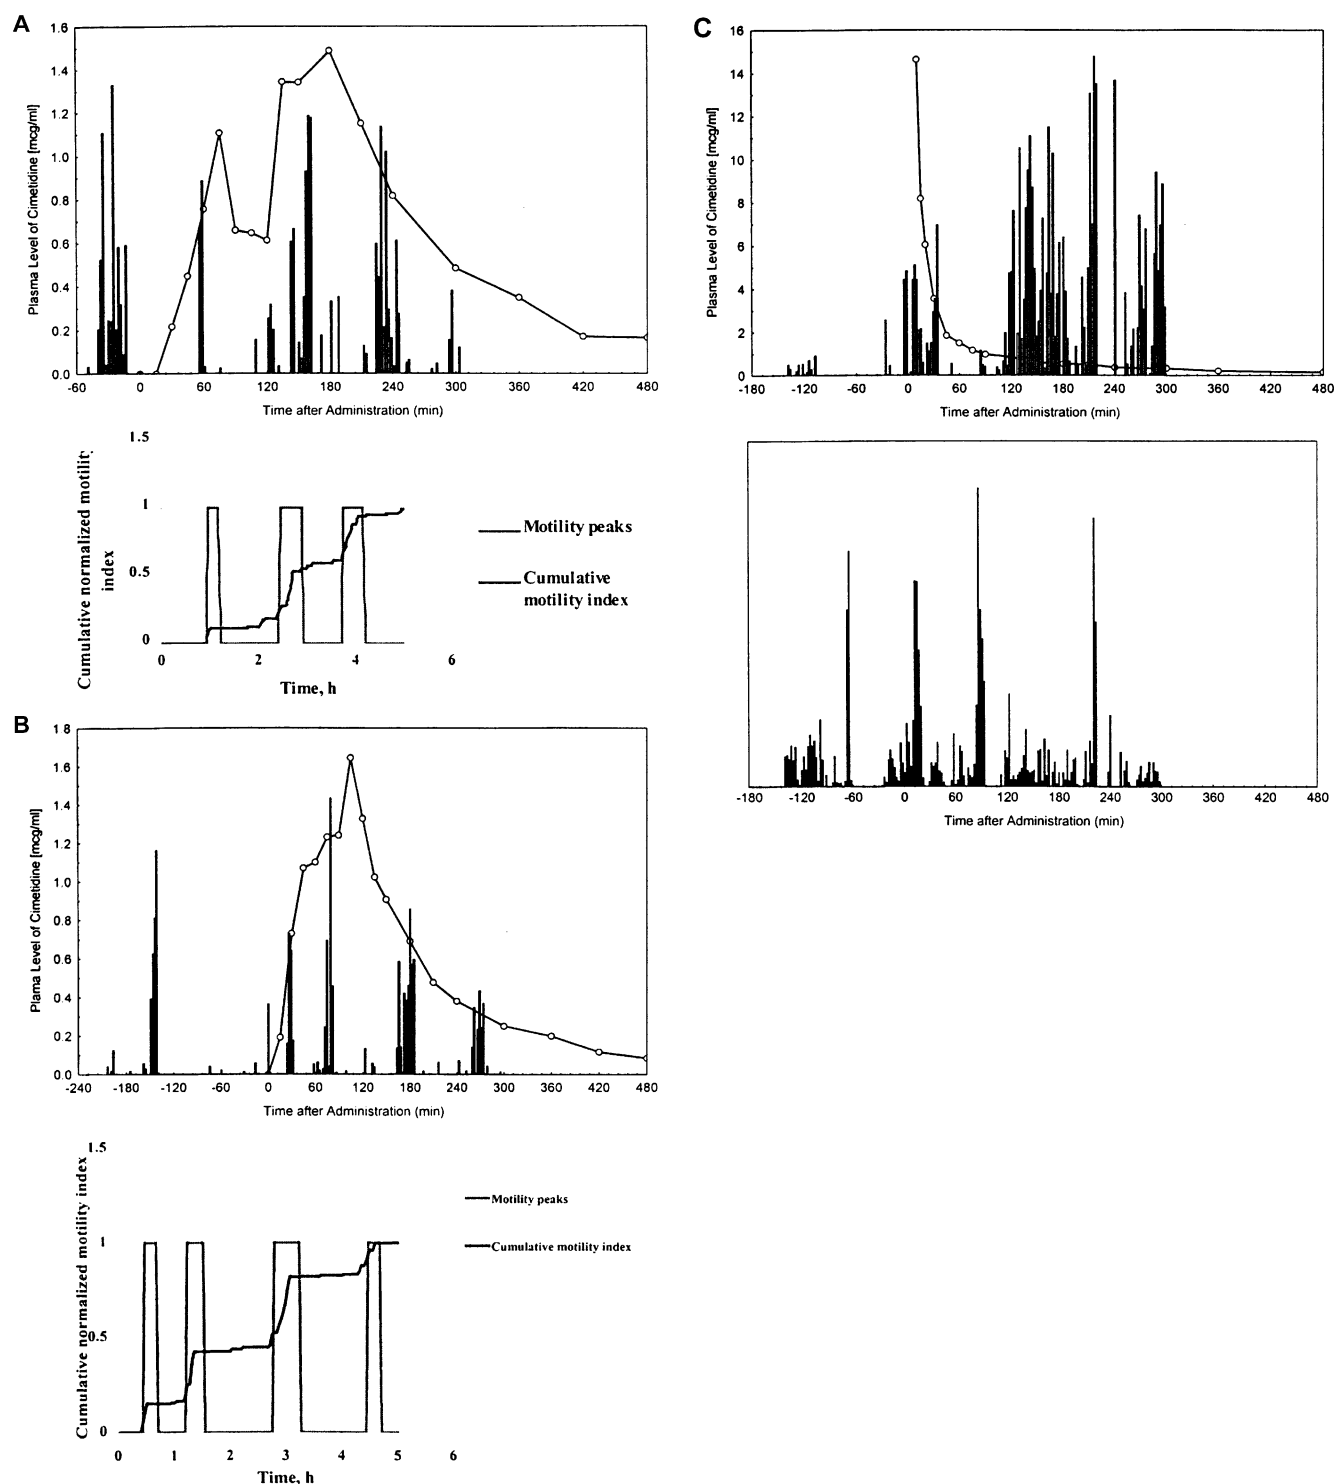 A
1.6
1.4
1.2
1.0
0.8
0.6
0.4
0.2
0.0
Plasma Level of Cimetidine [mcg/ml]
-60 0 60 120 180 240 300 360 420 480
Time after Administration (min)
1.5
1
0.5
0
Cumulative normalized motility
index
0 2 4 6
Time, h
Motility peaks
Cumulative
motility index
B
1.8
1.6
1.4
1.2
1.0
0.8
0.6
0.4
0.2
0.0
Plama Level of Cimetidine [mcg/ml]
-240 -180 -120 -60 0 60 120 180 240 300 360 420 480
Time after Administration (min)
1.5
1
0.5
0
Cumulative normalized motility index
0 1 2 3 4 5 6
Time, h
Motility peaks
Cumulative motility index
C
16
14
12
10
8
6
4
2
0
Plasma Level of Cimetidine [mcg/ml]
-180 -120 -60 0 60 120 180 240 300 360 420 480
Time after Administration (min)
-180 -120 -60 0 60 120 180 240 300 360 420 480
Time after Administration (min)